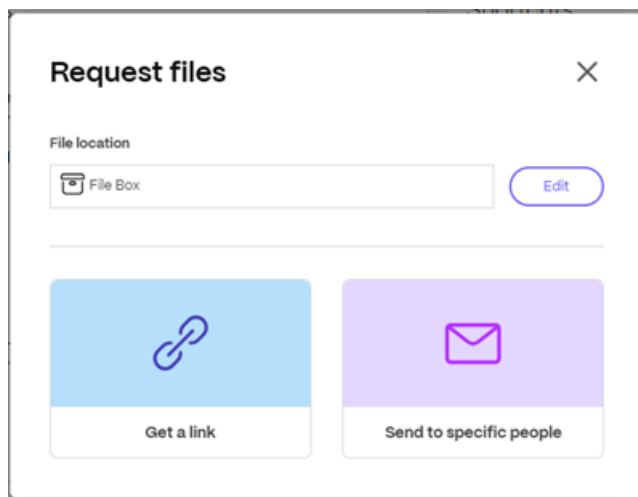 Request files
File location
File Box
Edit
Get a link
Send to specific people